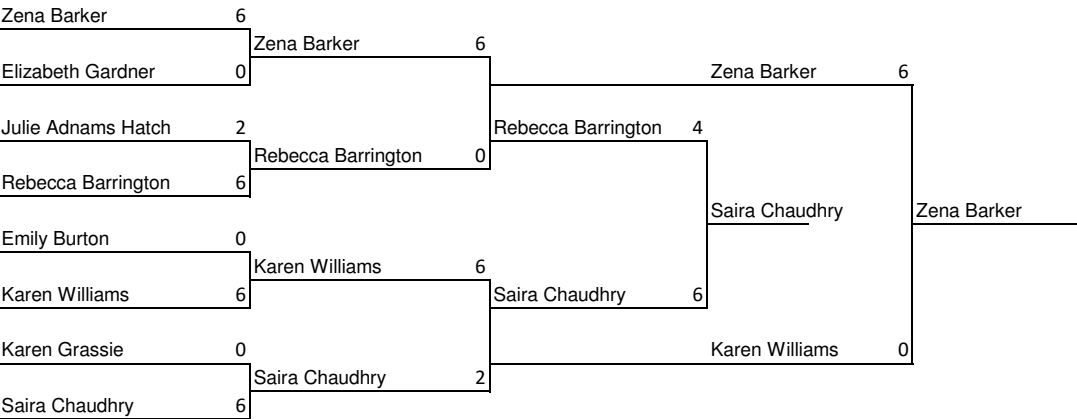 Zena Barker 6
Zena Barker 6
Elizabeth Gardner 0
Zena Barker 6
Julie Adnams Hatch 2
Rebecca Barrington 4
Rebecca Barrington 0
Rebecca Barrington 6
Saira Chaudhry
Zena Barker
Emily Burton 0
Karen Williams 6
Karen Williams 6
Saira Chaudhry 6
Karen Grassie 0
Karen Williams 0
Saira Chaudhry 2
Saira Chaudhry 6